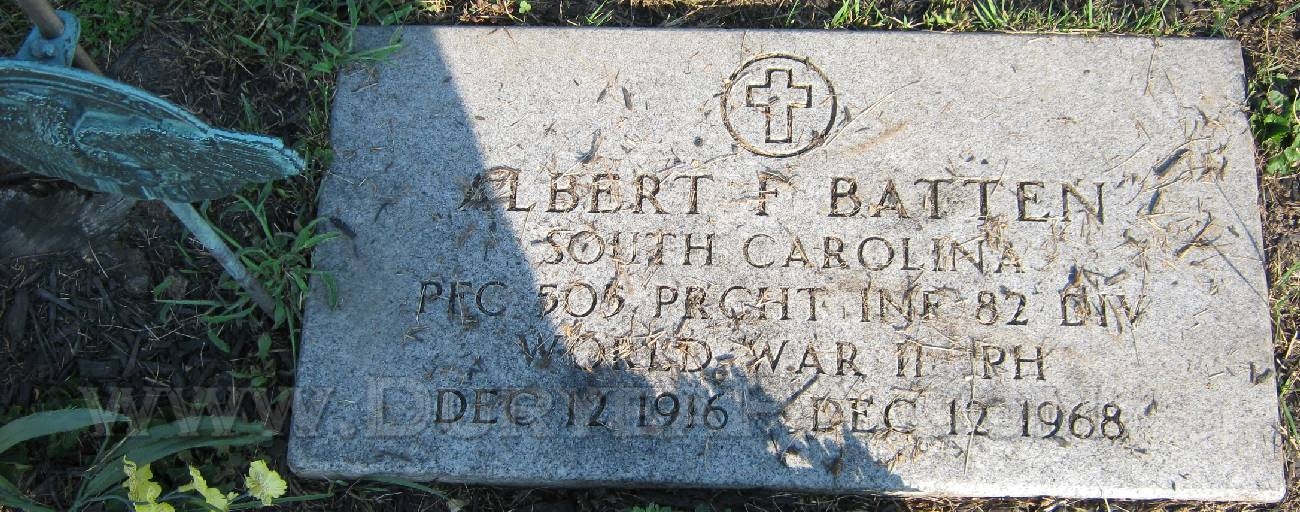 ALBERT F BATTEN
SOUTH CAROLINA
PFC 505 PRCHT INF 82 DIV
WORLD WAR II PH
DEC 12 1916 DEC 12 1968
www.